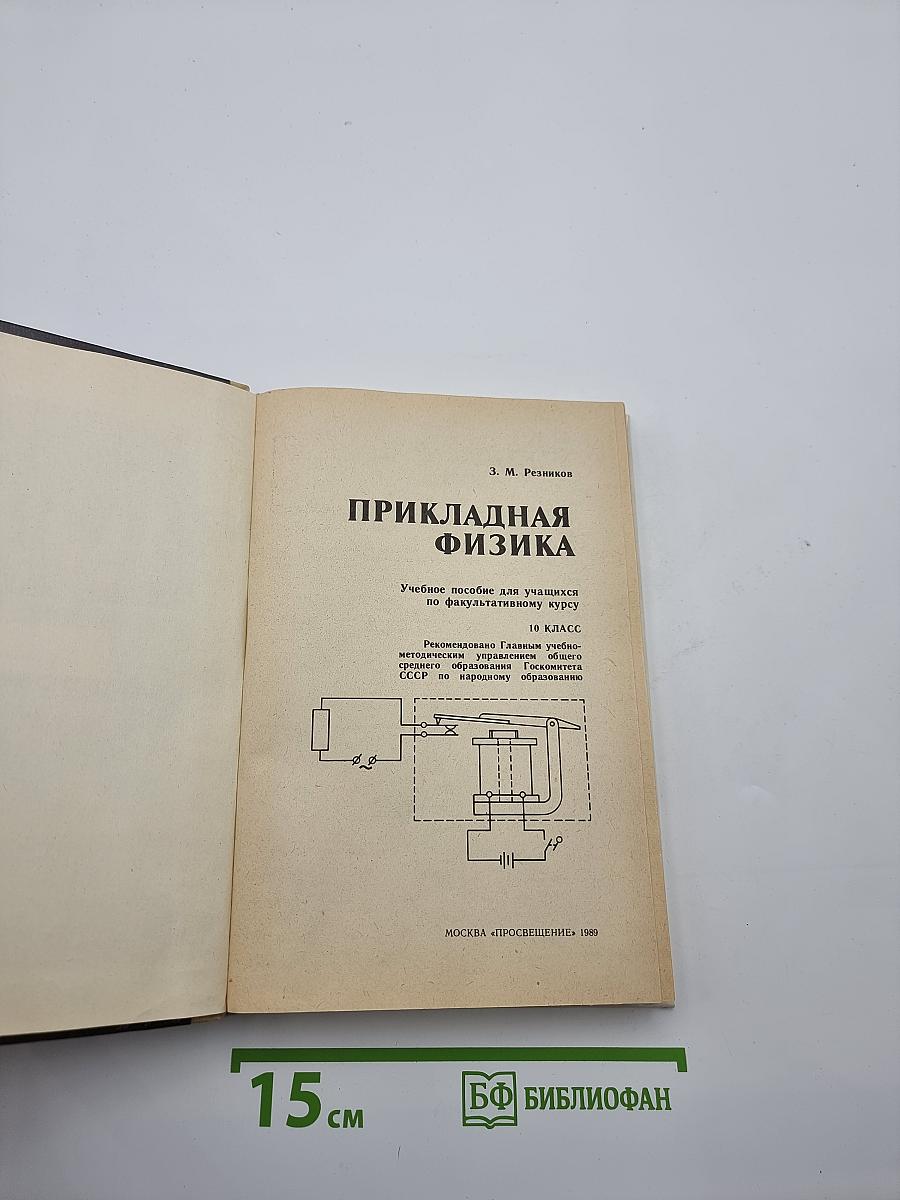 З. М. Резников
ПРИКЛАДНАЯ
ФИЗИКА
Учебное пособие для учащихся
по факультативному курсу
10 КЛАСС
Рекомендовано Главным учебно-
методическим управлением общего
среднего образования Госкомитета
СССР по народному образованию
МОСКВА «ПРОСВЕЩЕНИЕ» 1989
15 см
БФ БИБЛИОФАН